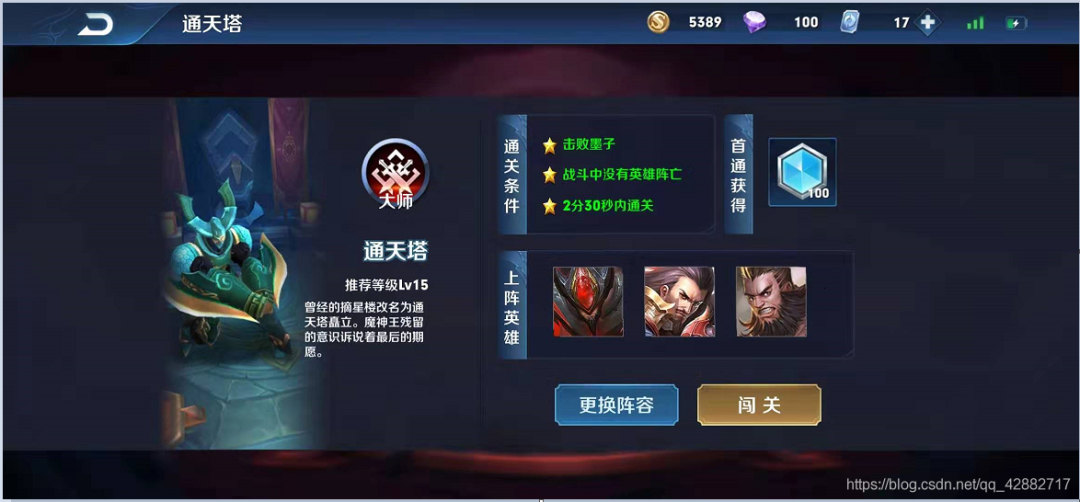 通天塔
5389
100
17
大师
通天塔
推荐等级Lv15
曾经的摘星楼改名为通
天塔矗立。魔神王残留
的意识诉说着最后的期
愿。
通关条件
击败墨子
战斗中没有英雄阵亡
2分30秒内通关
首通获得
100
上阵英雄
更换阵容
闯关
https://blog.csdn.net/qq_42882717